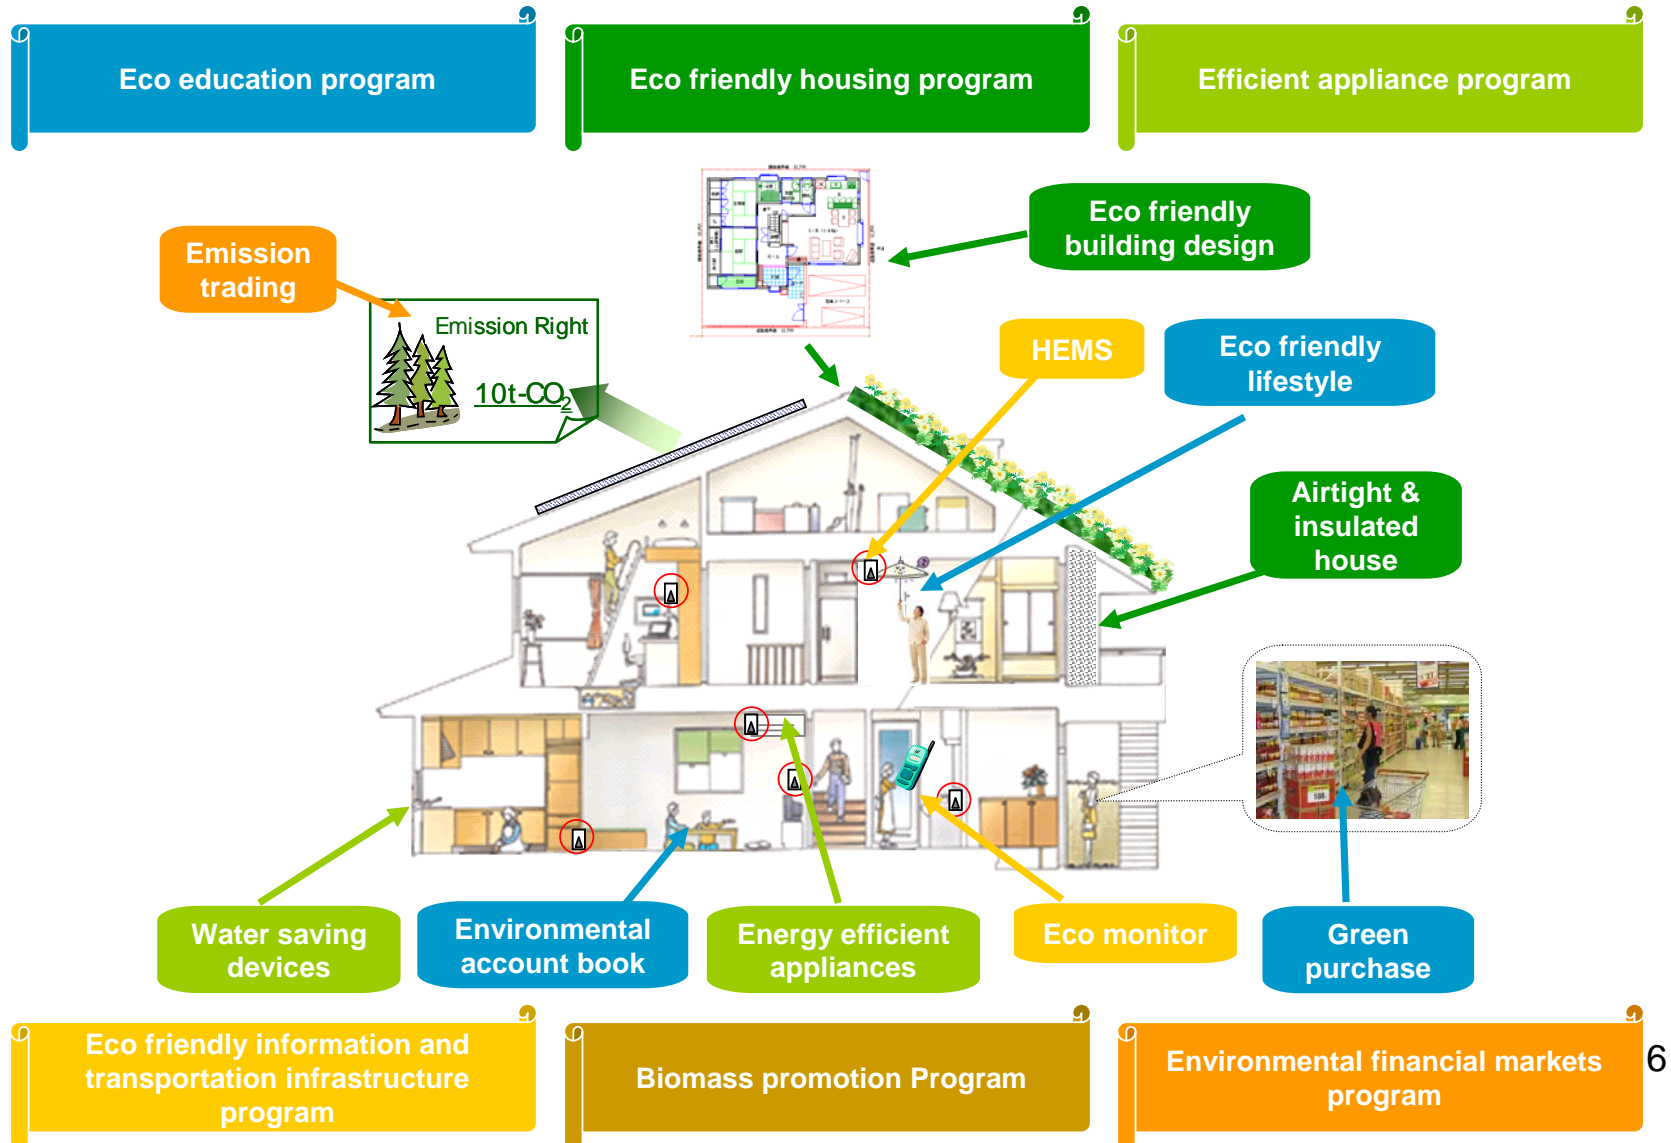 Eco education program
Eco friendly housing program
Efficient appliance program
Eco friendly
building design
Emission
trading
Emission Right
10t-CO2
HEMS
Eco friendly
lifestyle
Airtight &
insulated
house
Water saving
devices
Environmental
account book
Energy efficient
appliances
Eco monitor
Green
purchase
Eco friendly information and
transportation infrastructure
program
Biomass promotion Program
Environmental financial markets
program
6